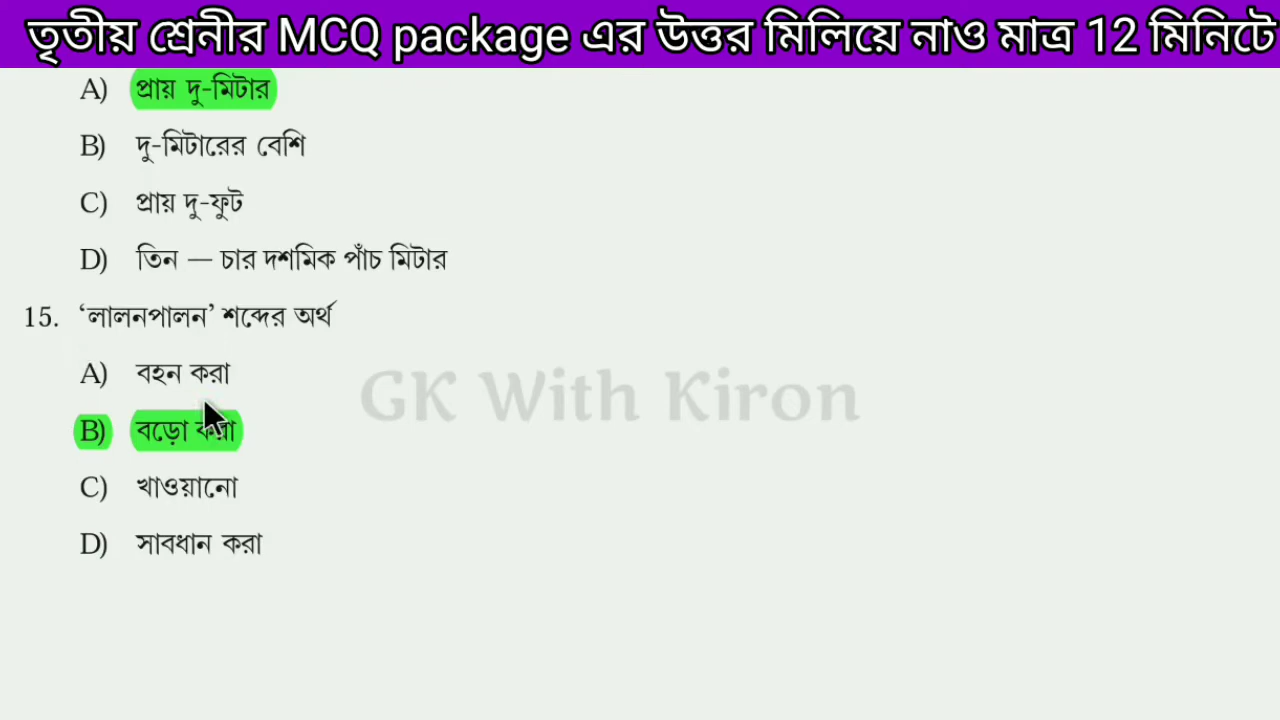 তৃতীয় শ্রেনীর MCQ package এর উত্তর মিলিয়ে নাও মাত্র 12 মিনিটে
A) প্রায় দু-মিটার
B) দু-মিটারের বেশি
C) প্রায় দু-ফুট
D) তিন — চার দশমিক পাঁচ মিটার
15. ‘লালনপালন’ শব্দের অর্থ
A) বহন করা
GK With Kiron
B) বড়ো করা
C) খাওয়ানো
D) সাবধান করা